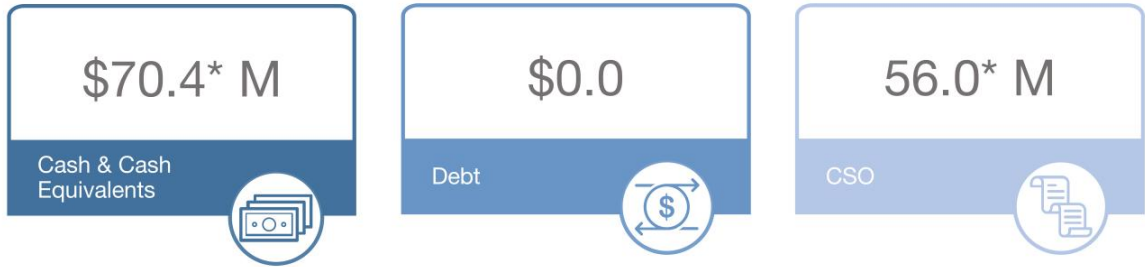 $70.4* M
Cash & Cash
Equivalents
$0.0
Debt
$
56.0* M
CSO